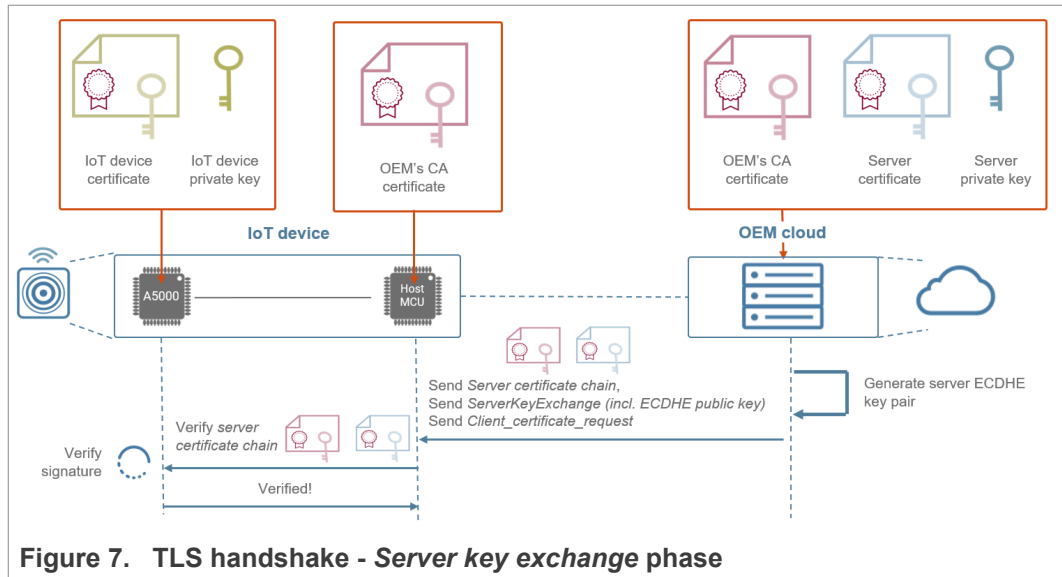 IoT device
certificate
IoT device
private key
OEM's CA
certificate
OEM's CA
certificate
Server
certificate
Server
private key
IoT device
OEM cloud
A5000
Host
MCU
Send Server certificate chain,
Send ServerKeyExchange (incl. ECDHE public key)
Send Client_certificate_request
Generate server ECDHE
key pair
Verify server
certificate chain
Verify
signature
Verified!
Figure 7. TLS handshake - Server key exchange phase